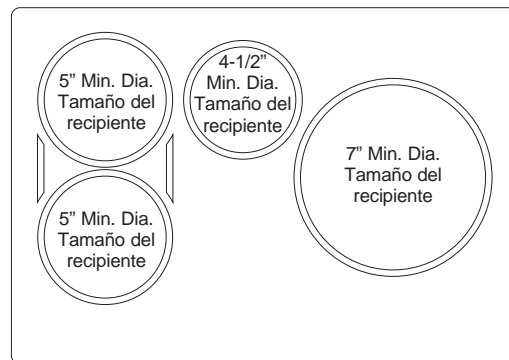 5” Min. Dia.
Tamaño del
recipiente
4-1/2”
Min. Dia.
Tamaño del
recipiente
7” Min. Dia.
Tamaño del
recipiente
5” Min. Dia.
Tamaño del
recipiente